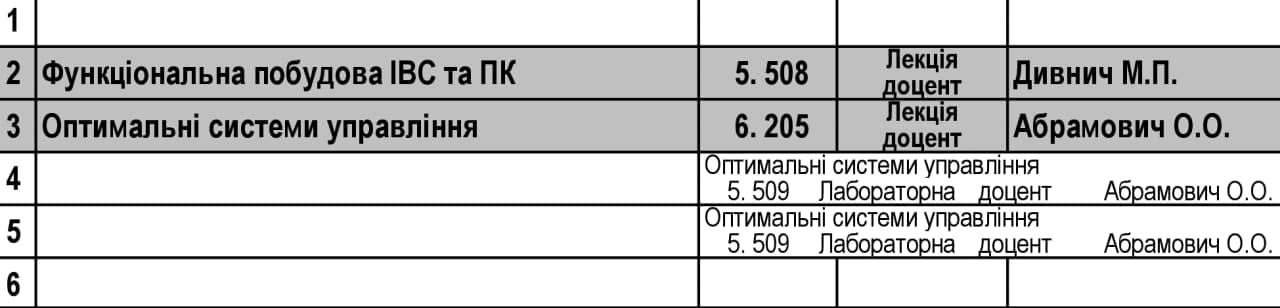 1
2 Функціональна побудова ІВС та ПК 5. 508 Лекція доцент Дивнич М.П.
3 Оптимальні системи управління 6. 205 Лекція доцент Абрамович О.О.
4 Оптимальні системи управління
5. 509 Лабораторна доцент Абрамович О.О.
5 Оптимальні системи управління
5. 509 Лабораторна доцент Абрамович О.О.
6